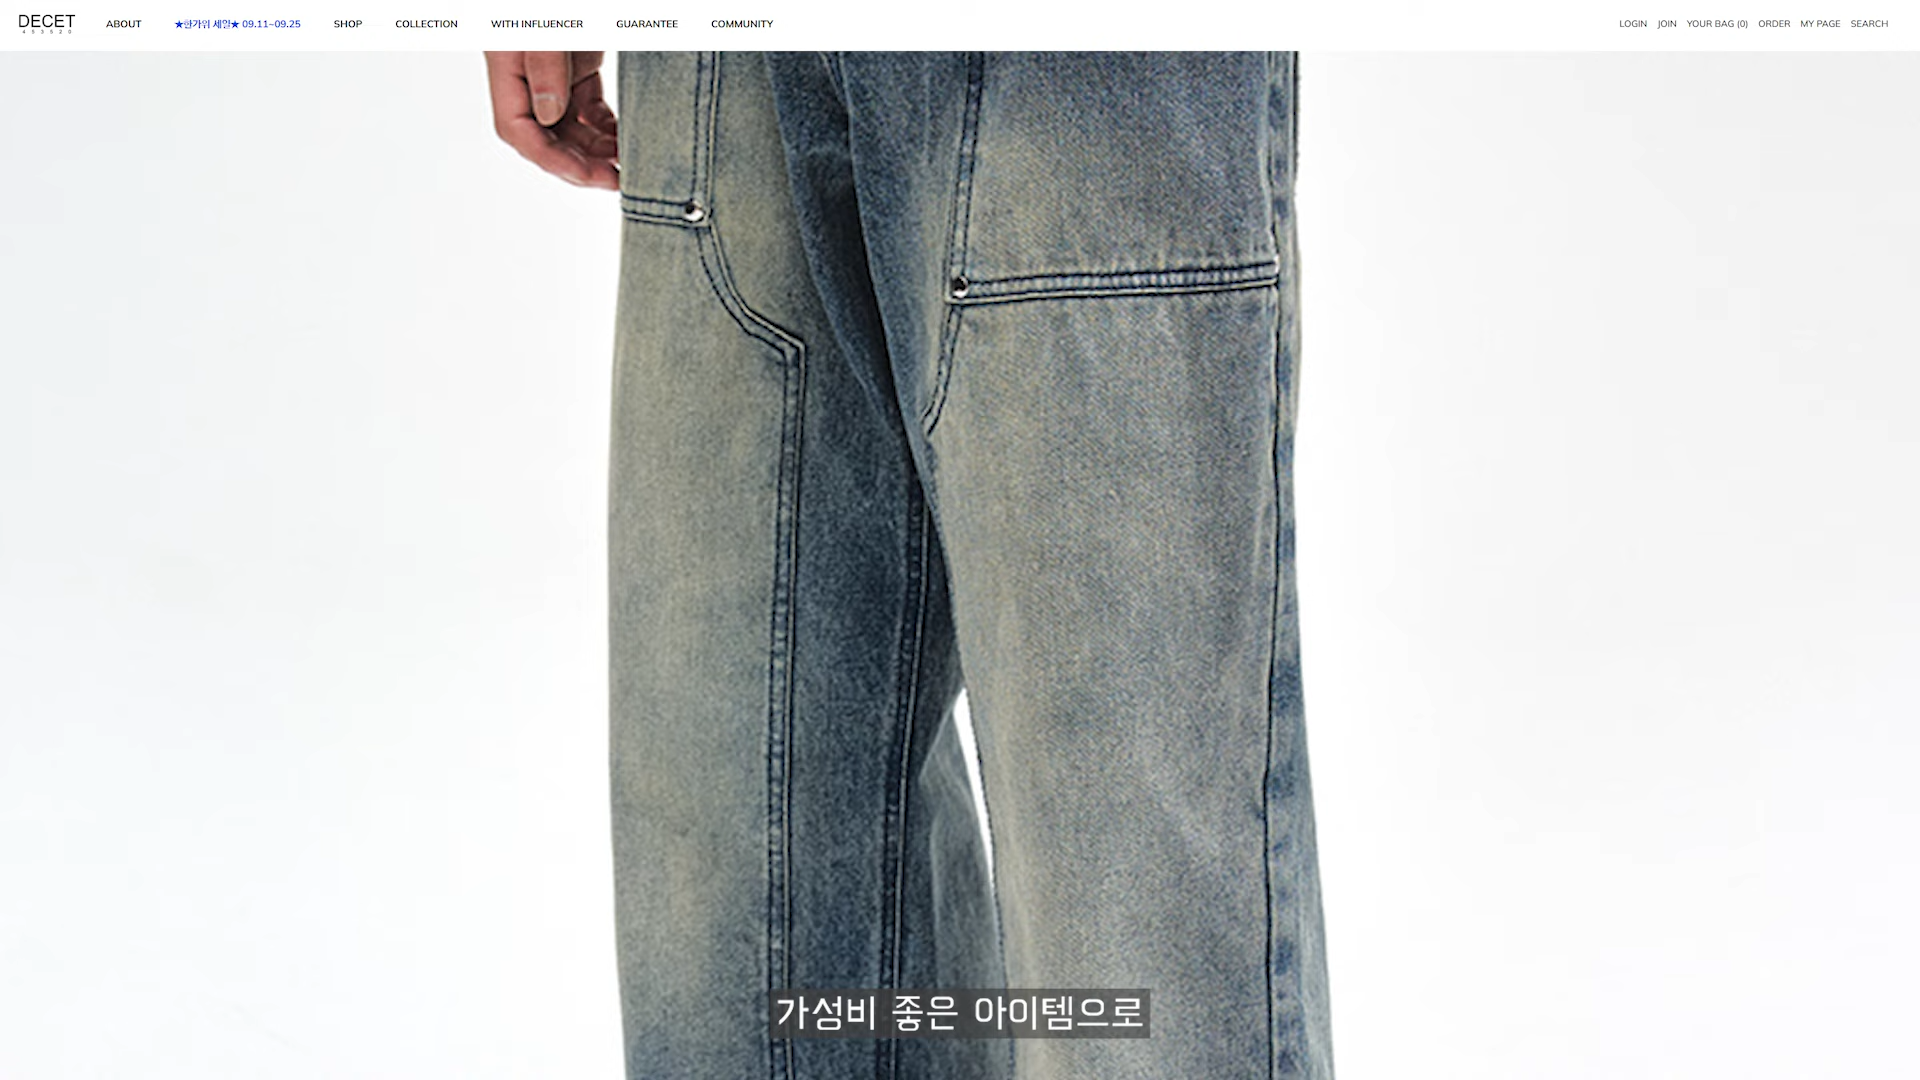 DECET
453520
ABOUT
★한가위 세일★ 09.11~09.25
SHOP
COLLECTION
WITH INFLUENCER
GUARANTEE
COMMUNITY
LOGIN
JOIN
YOUR BAG (0)
ORDER
MY PAGE
SEARCH
가성비 좋은 아이템으로